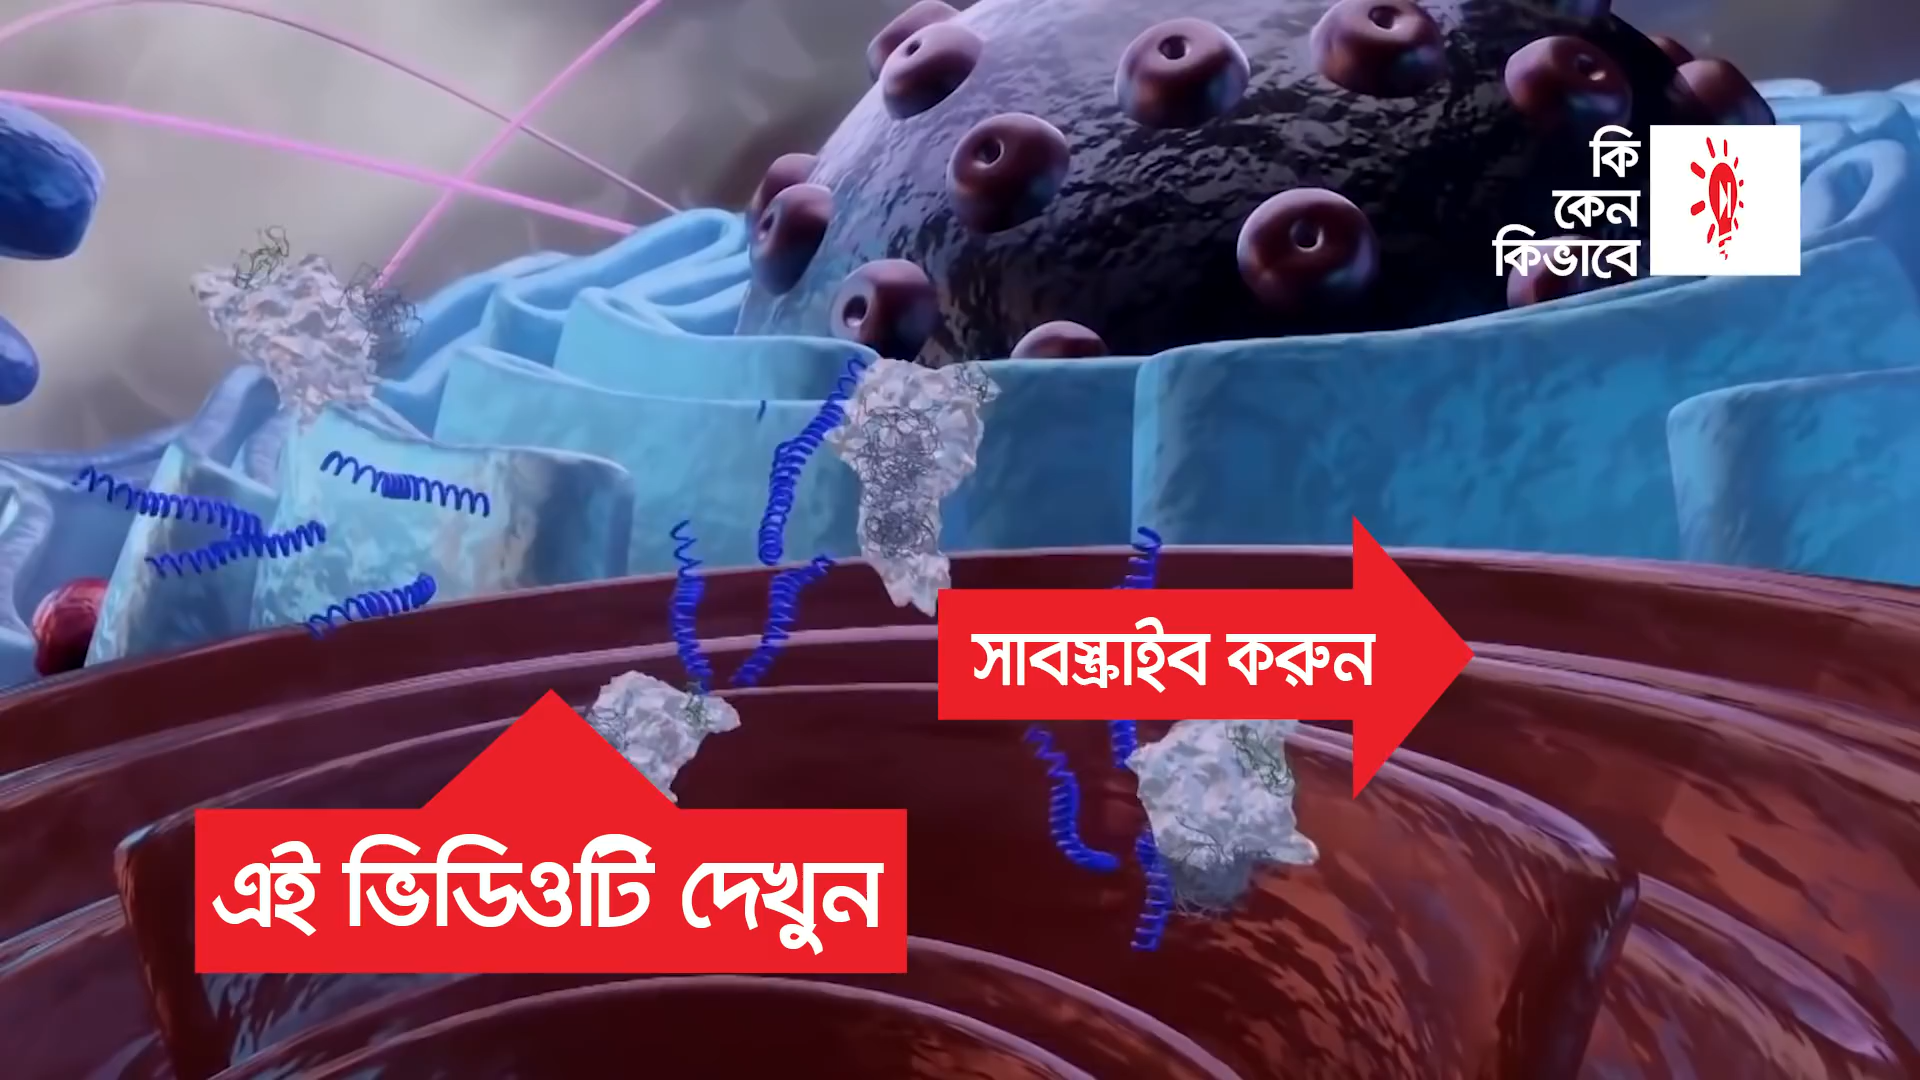 কি
কেন
কিভাবে
সাবস্ক্রাইব করুন
এই ভিডিওটি দেখুন